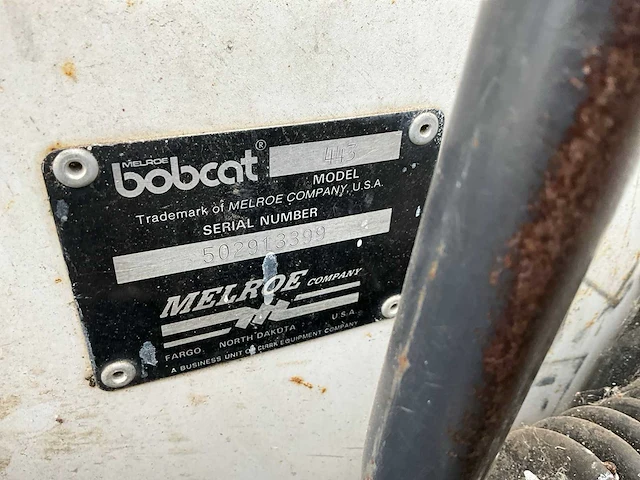 MELROE
bobcat®
443
MODEL
Trademark of MELROE COMPANY, U.S.A.
SERIAL NUMBER
502913399
MELROE COMPANY
FARGO, NORTH DAKOTA U.S.A.
A BUSINESS UNIT OF CLARK EQUIPMENT COMPANY